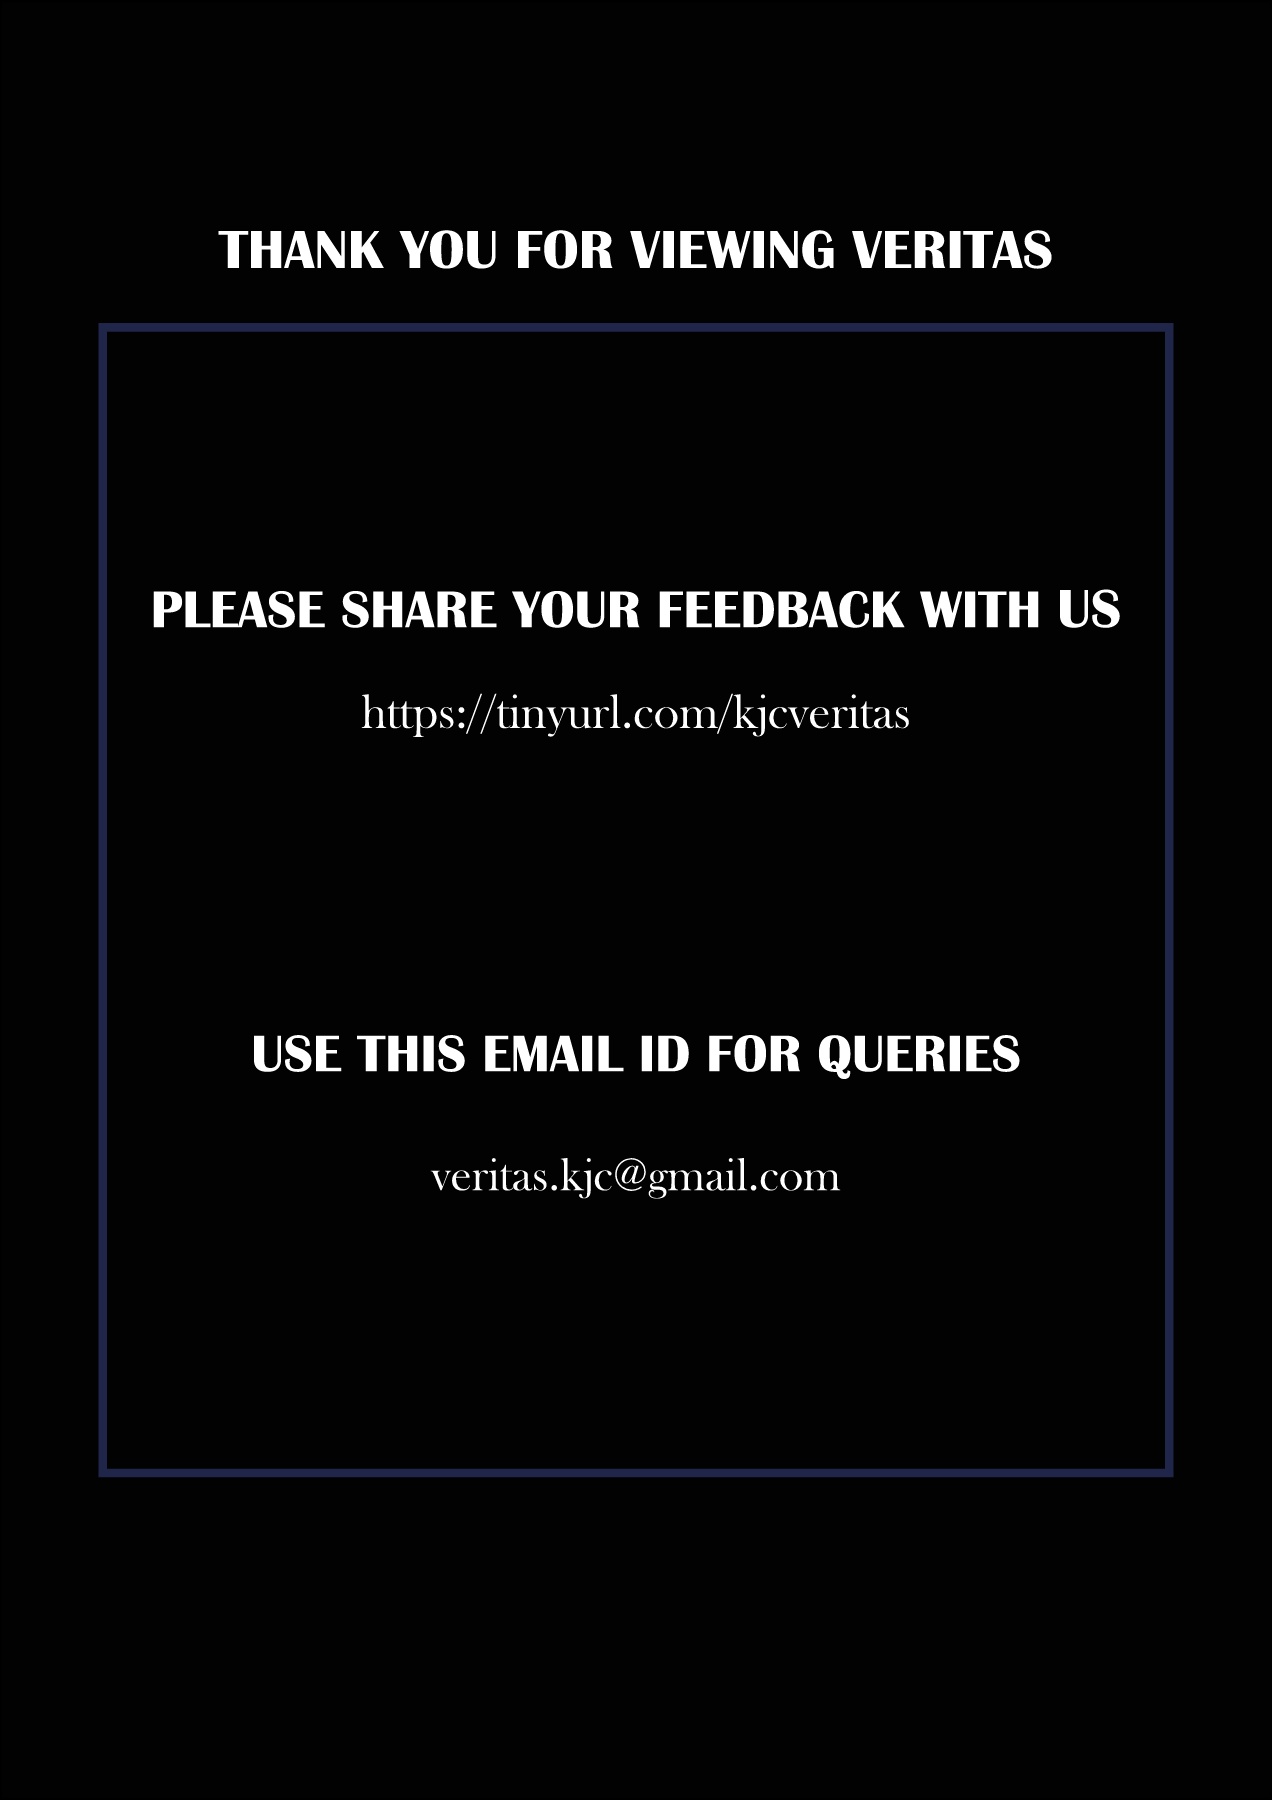 THANK YOU FOR VIEWING VERITAS
PLEASE SHARE YOUR FEEDBACK WITH US
https://tinyurl.com/kjcveritas
USE THIS EMAIL ID FOR QUERIES
veritas.kjc@gmail.com